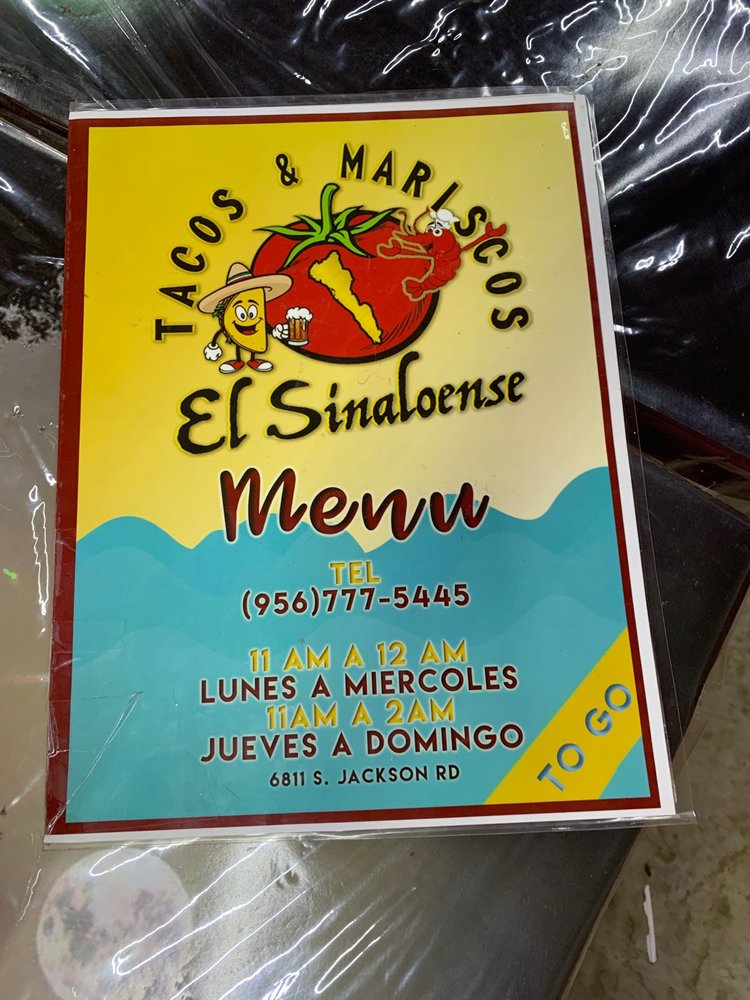 TACOS & MARISCOS
El Sinaloense
Menu
TEL
(956)777-5445
11 AM A 12 AM
LUNES A MIERCOLES
11AM A 2AM
JUEVES A DOMINGO
6811 S. JACKSON RD
TO GO